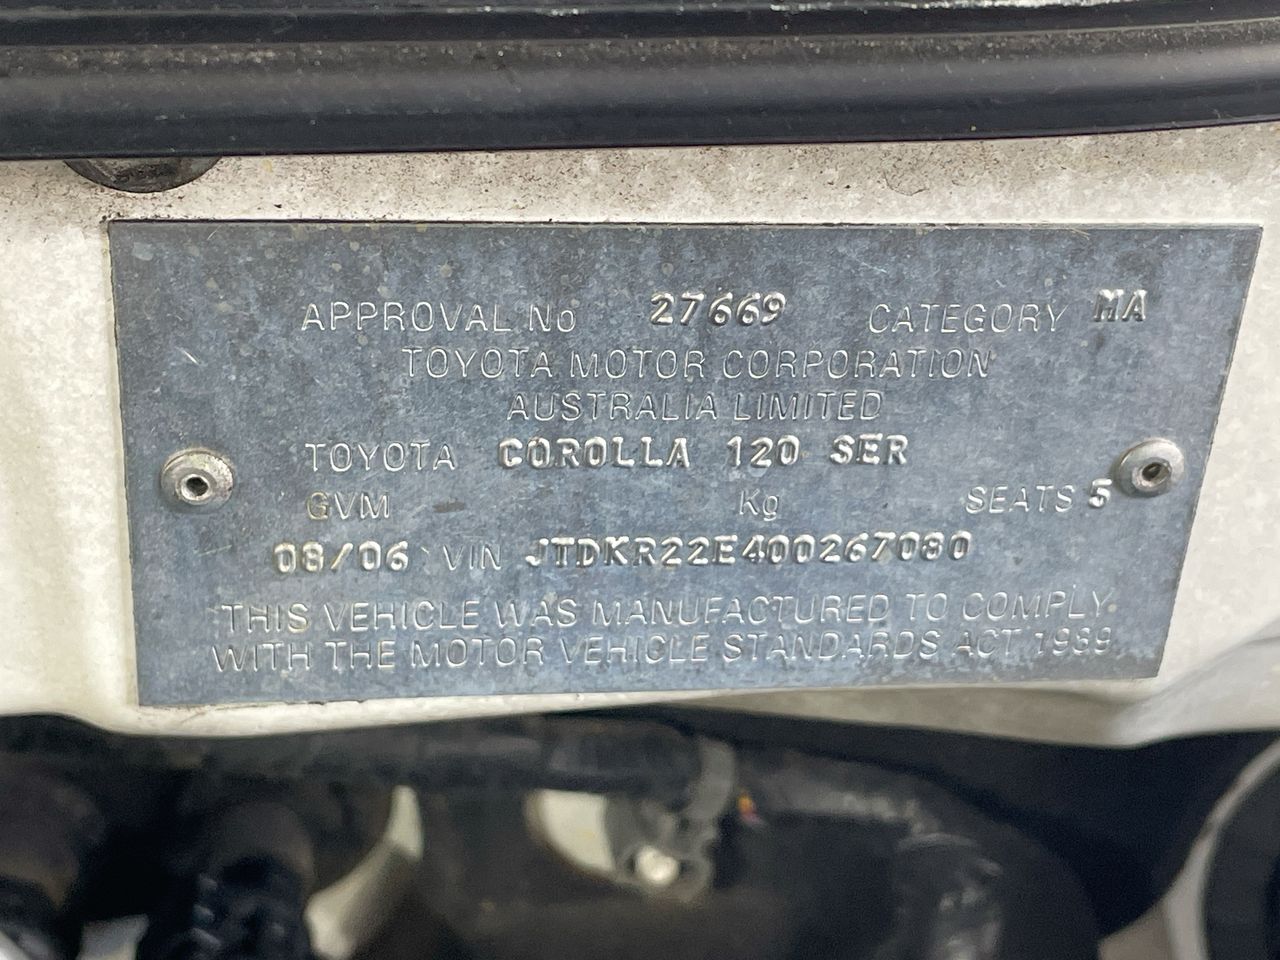 APPROVAL No 27669 CATEGORY MA
TOYOTA MOTOR CORPORATION
AUSTRALIA LIMITED
TOYOTA COROLLA 120 SER
GVM Kg SEATS 5
08/06 VIN JTDKR22E400267080
THIS VEHICLE WAS MANUFACTURED TO COMPLY
WITH THE MOTOR VEHICLE STANDARDS ACT 1989